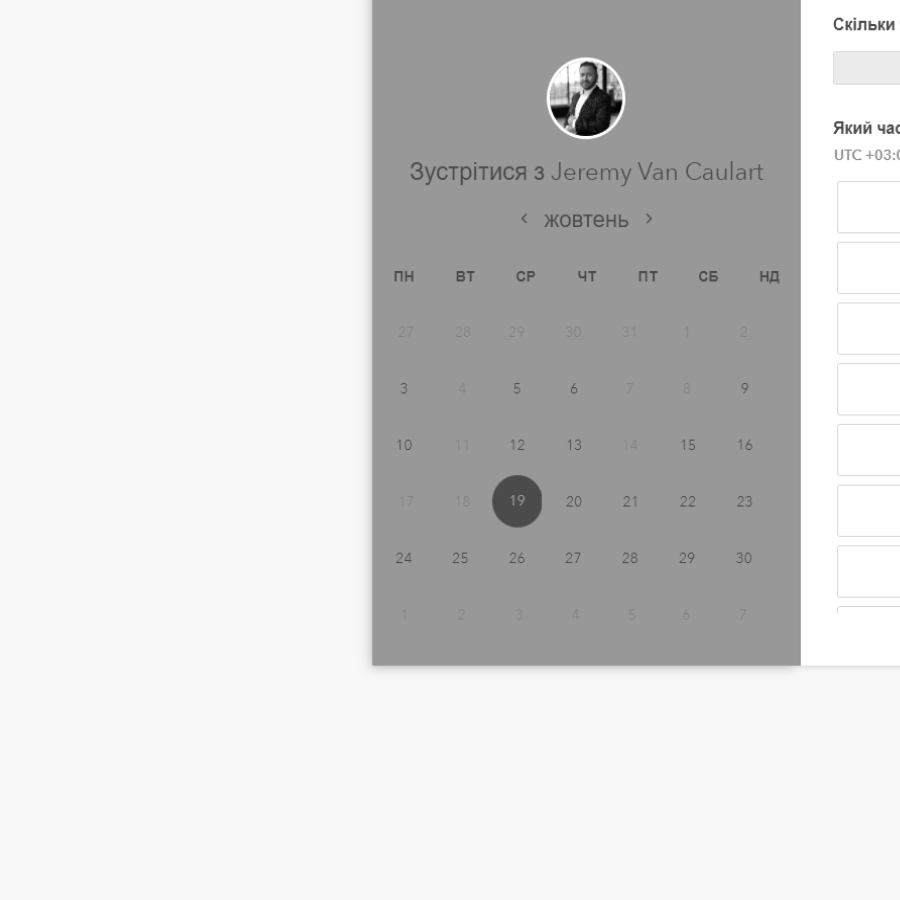 Скільки
Який час
UTC +03:0
Зустрітися з Jeremy Van Caulart
‹ жовтень ›
ПН ВТ СР ЧТ ПТ СБ НД
27 28 29 30 31 1 2
3 4 5 6 7 8 9
10 11 12 13 14 15 16
17 18 19 20 21 22 23
24 25 26 27 28 29 30
1 2 3 4 5 6 7